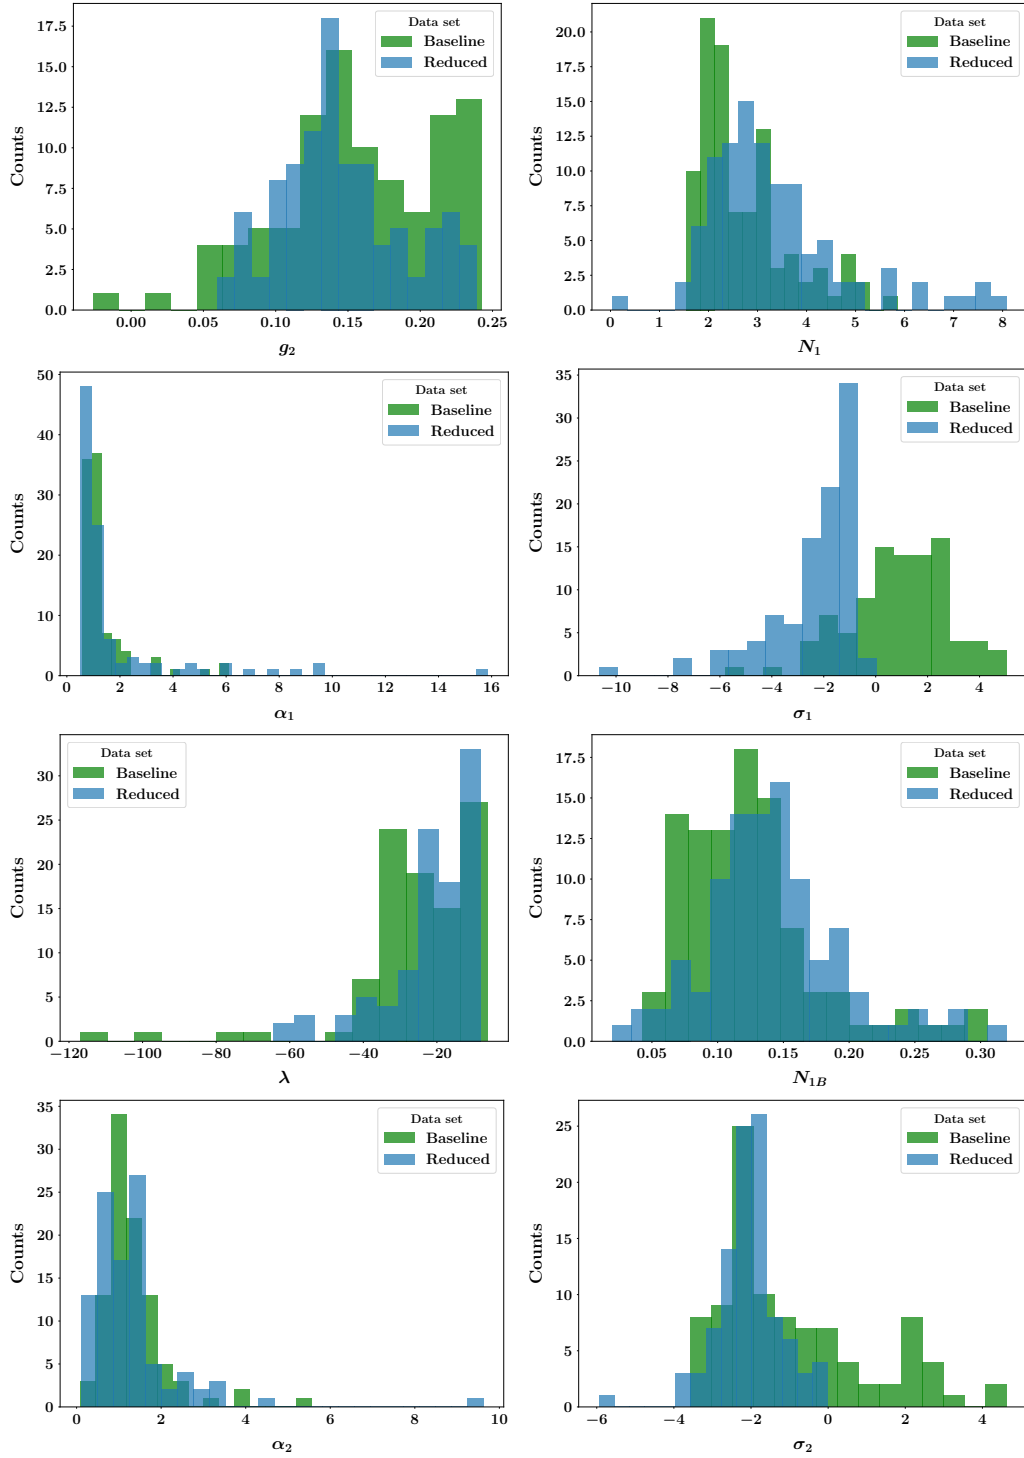 17.5
15.0
12.5
10.0
7.5
5.0
2.5
0.0
Counts
0.00 0.05 0.10 0.15 0.20 0.25
g₂
Data set
Baseline
Reduced
20.0
17.5
15.0
12.5
10.0
7.5
5.0
2.5
0.0
Counts
0 1 2 3 4 5 6 7 8
N₁
Data set
Baseline
Reduced
50
40
30
20
10
0
Counts
0 2 4 6 8 10 12 14 16
α₁
Data set
Baseline
Reduced
35
30
25
20
15
10
5
0
Counts
−10 −8 −6 −4 −2 0 2 4
σ₁
Data set
Baseline
Reduced
30
25
20
15
10
5
0
Counts
−120 −100 −80 −60 −40 −20
λ
Data set
Baseline
Reduced
17.5
15.0
12.5
10.0
7.5
5.0
2.5
0.0
Counts
0.05 0.10 0.15 0.20 0.25 0.30
N₁B
Data set
Baseline
Reduced
35
30
25
20
15
10
5
0
Counts
0 2 4 6 8 10
α₂
Data set
Baseline
Reduced
25
20
15
10
5
0
Counts
−6 −4 −2 0 2 4
σ₂
Data set
Baseline
Reduced